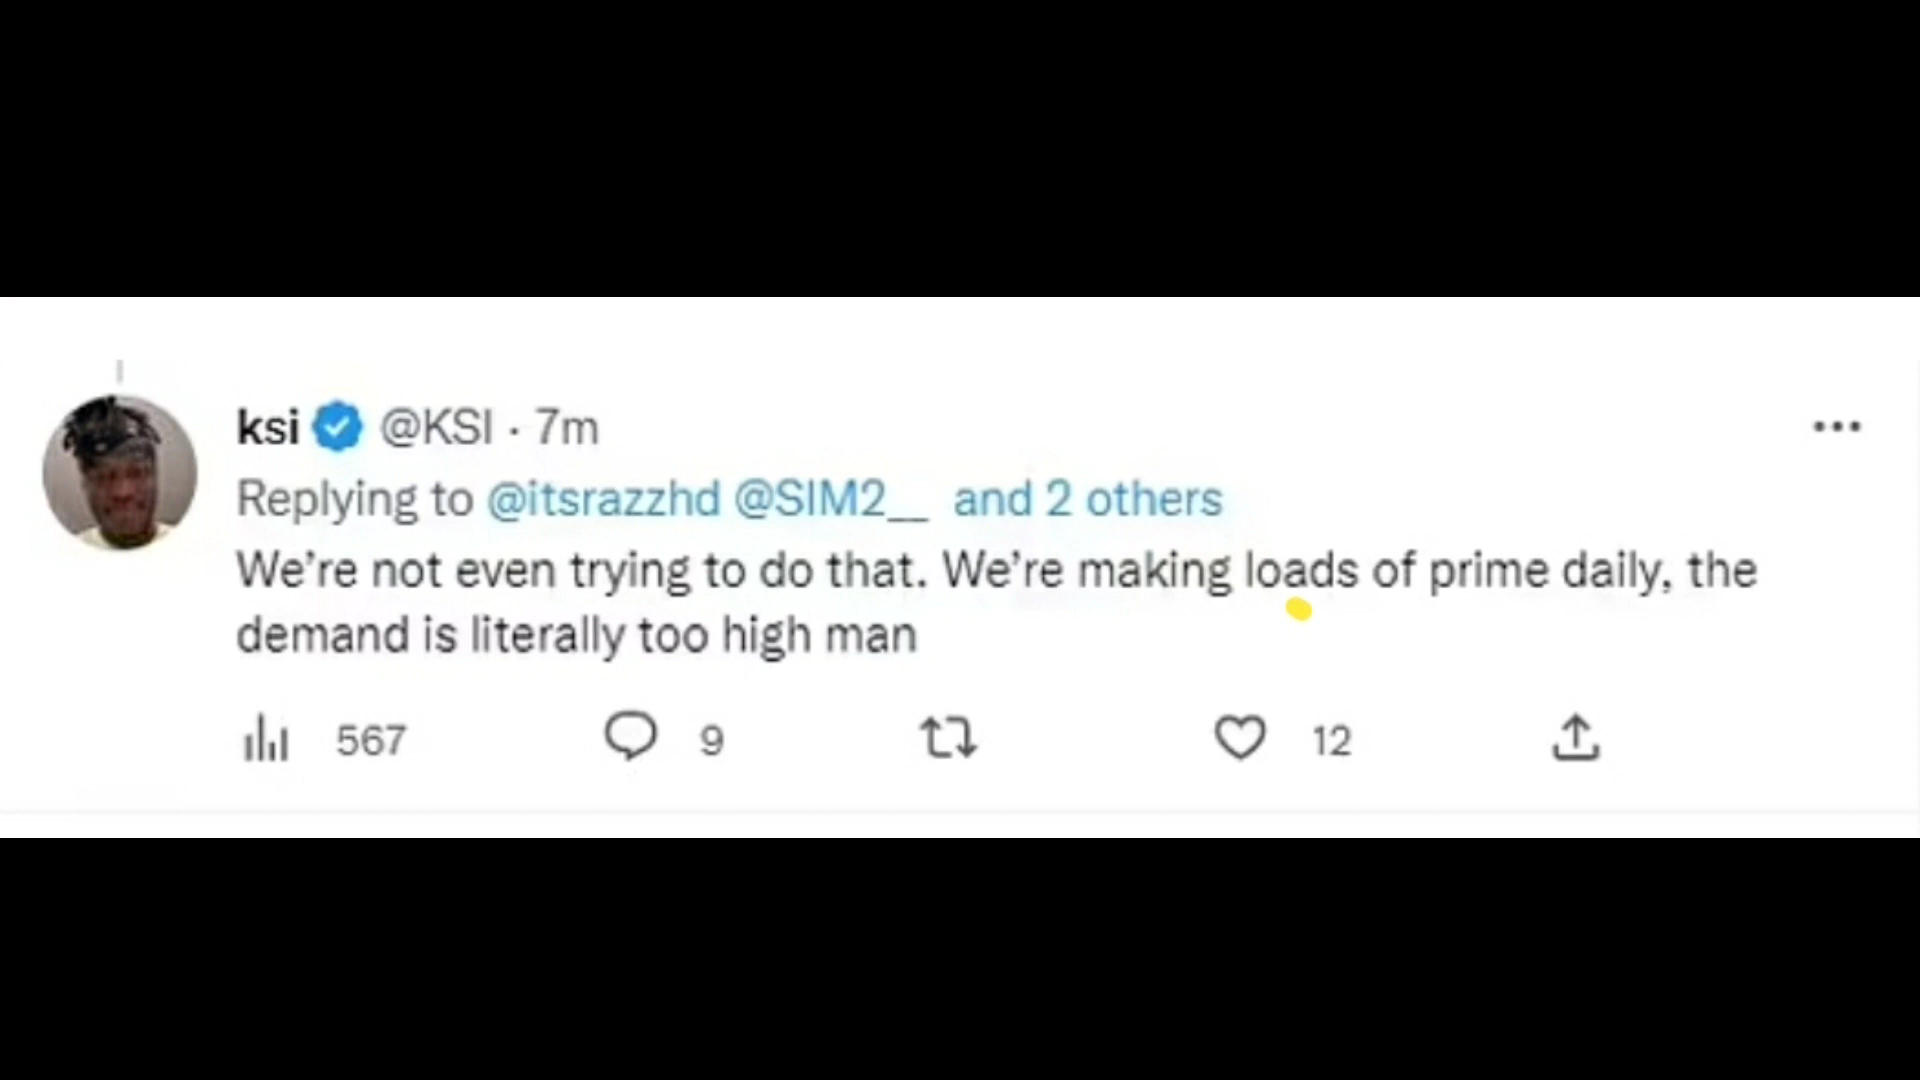 ksi @KSI · 7m
Replying to @itsrazzhd @SIM2__ and 2 others
We’re not even trying to do that. We’re making loads of prime daily, the
demand is literally too high man
567 9 12